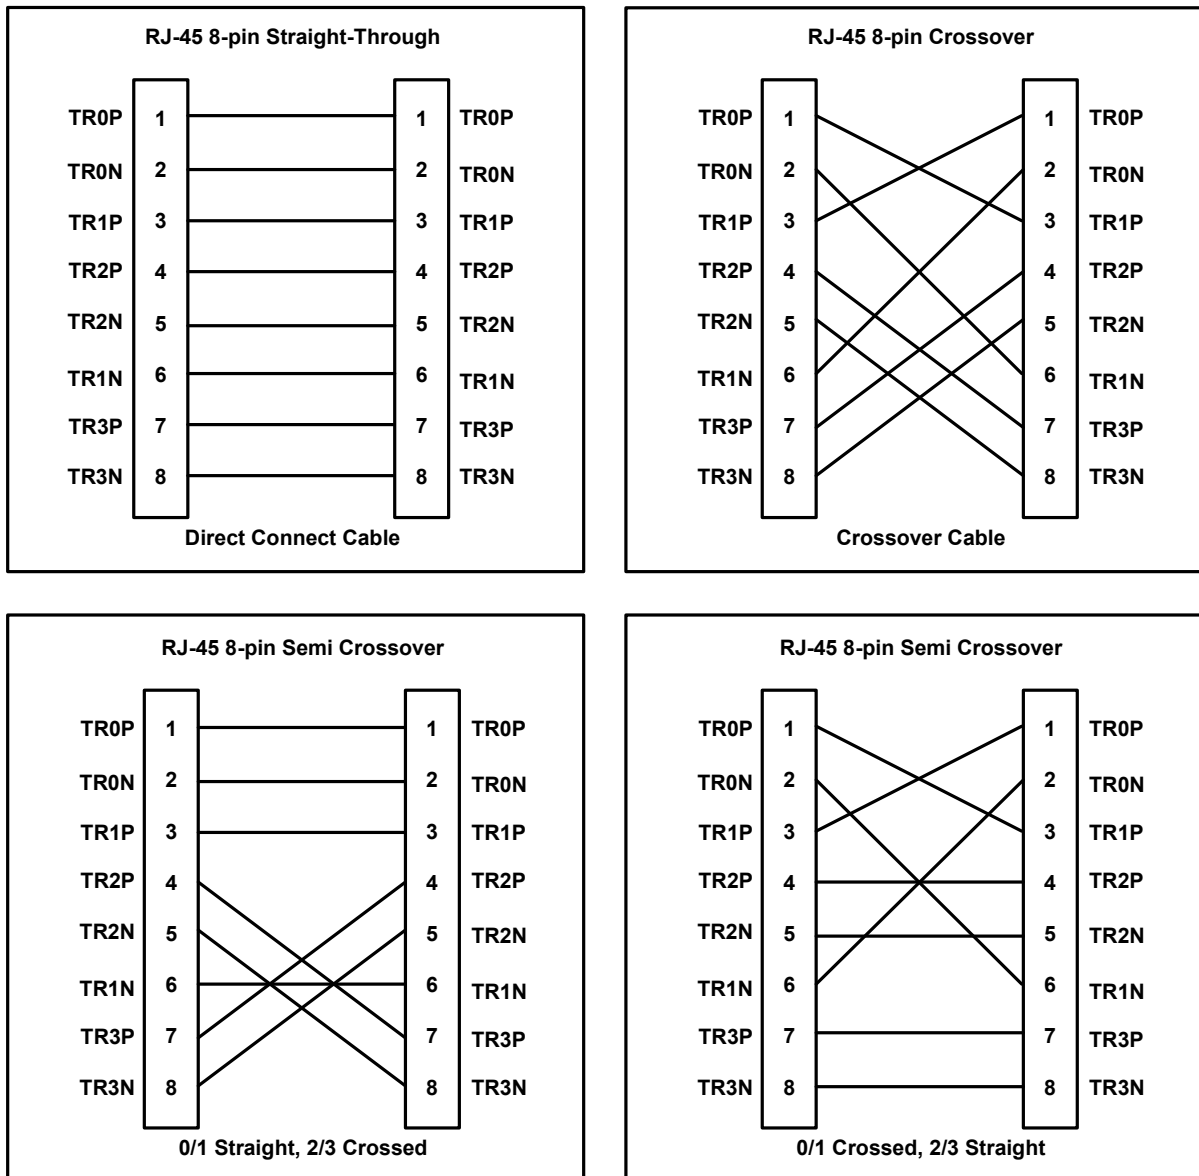 RJ-45 8-pin Straight-Through
TR0P 1 1 TR0P
TR0N 2 2 TR0N
TR1P 3 3 TR1P
TR2P 4 4 TR2P
TR2N 5 5 TR2N
TR1N 6 6 TR1N
TR3P 7 7 TR3P
TR3N 8 8 TR3N
Direct Connect Cable
RJ-45 8-pin Crossover
TR0P 1 1 TR0P
TR0N 2 2 TR0N
TR1P 3 3 TR1P
TR2P 4 4 TR2P
TR2N 5 5 TR2N
TR1N 6 6 TR1N
TR3P 7 7 TR3P
TR3N 8 8 TR3N
Crossover Cable
RJ-45 8-pin Semi Crossover
TR0P 1 1 TR0P
TR0N 2 2 TR0N
TR1P 3 3 TR1P
TR2P 4 4 TR2P
TR2N 5 5 TR2N
TR1N 6 6 TR1N
TR3P 7 7 TR3P
TR3N 8 8 TR3N
0/1 Straight, 2/3 Crossed
RJ-45 8-pin Semi Crossover
TR0P 1 1 TR0P
TR0N 2 2 TR0N
TR1P 3 3 TR1P
TR2P 4 4 TR2P
TR2N 5 5 TR2N
TR1N 6 6 TR1N
TR3P 7 7 TR3P
TR3N 8 8 TR3N
0/1 Crossed, 2/3 Straight